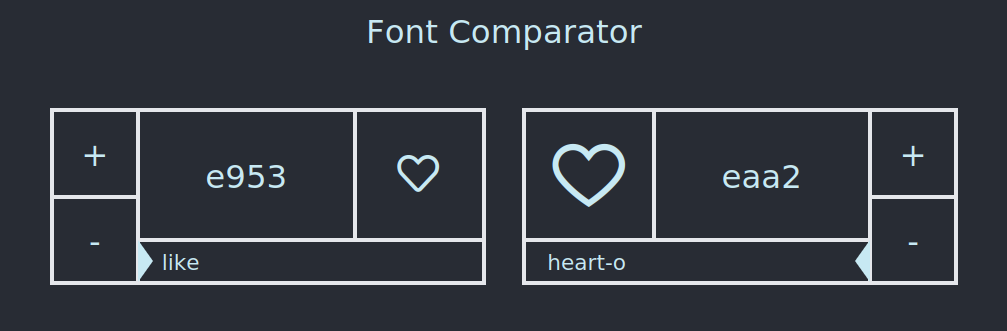 Font Comparator
+
e953
-
like
eaa2
+
-
heart-o